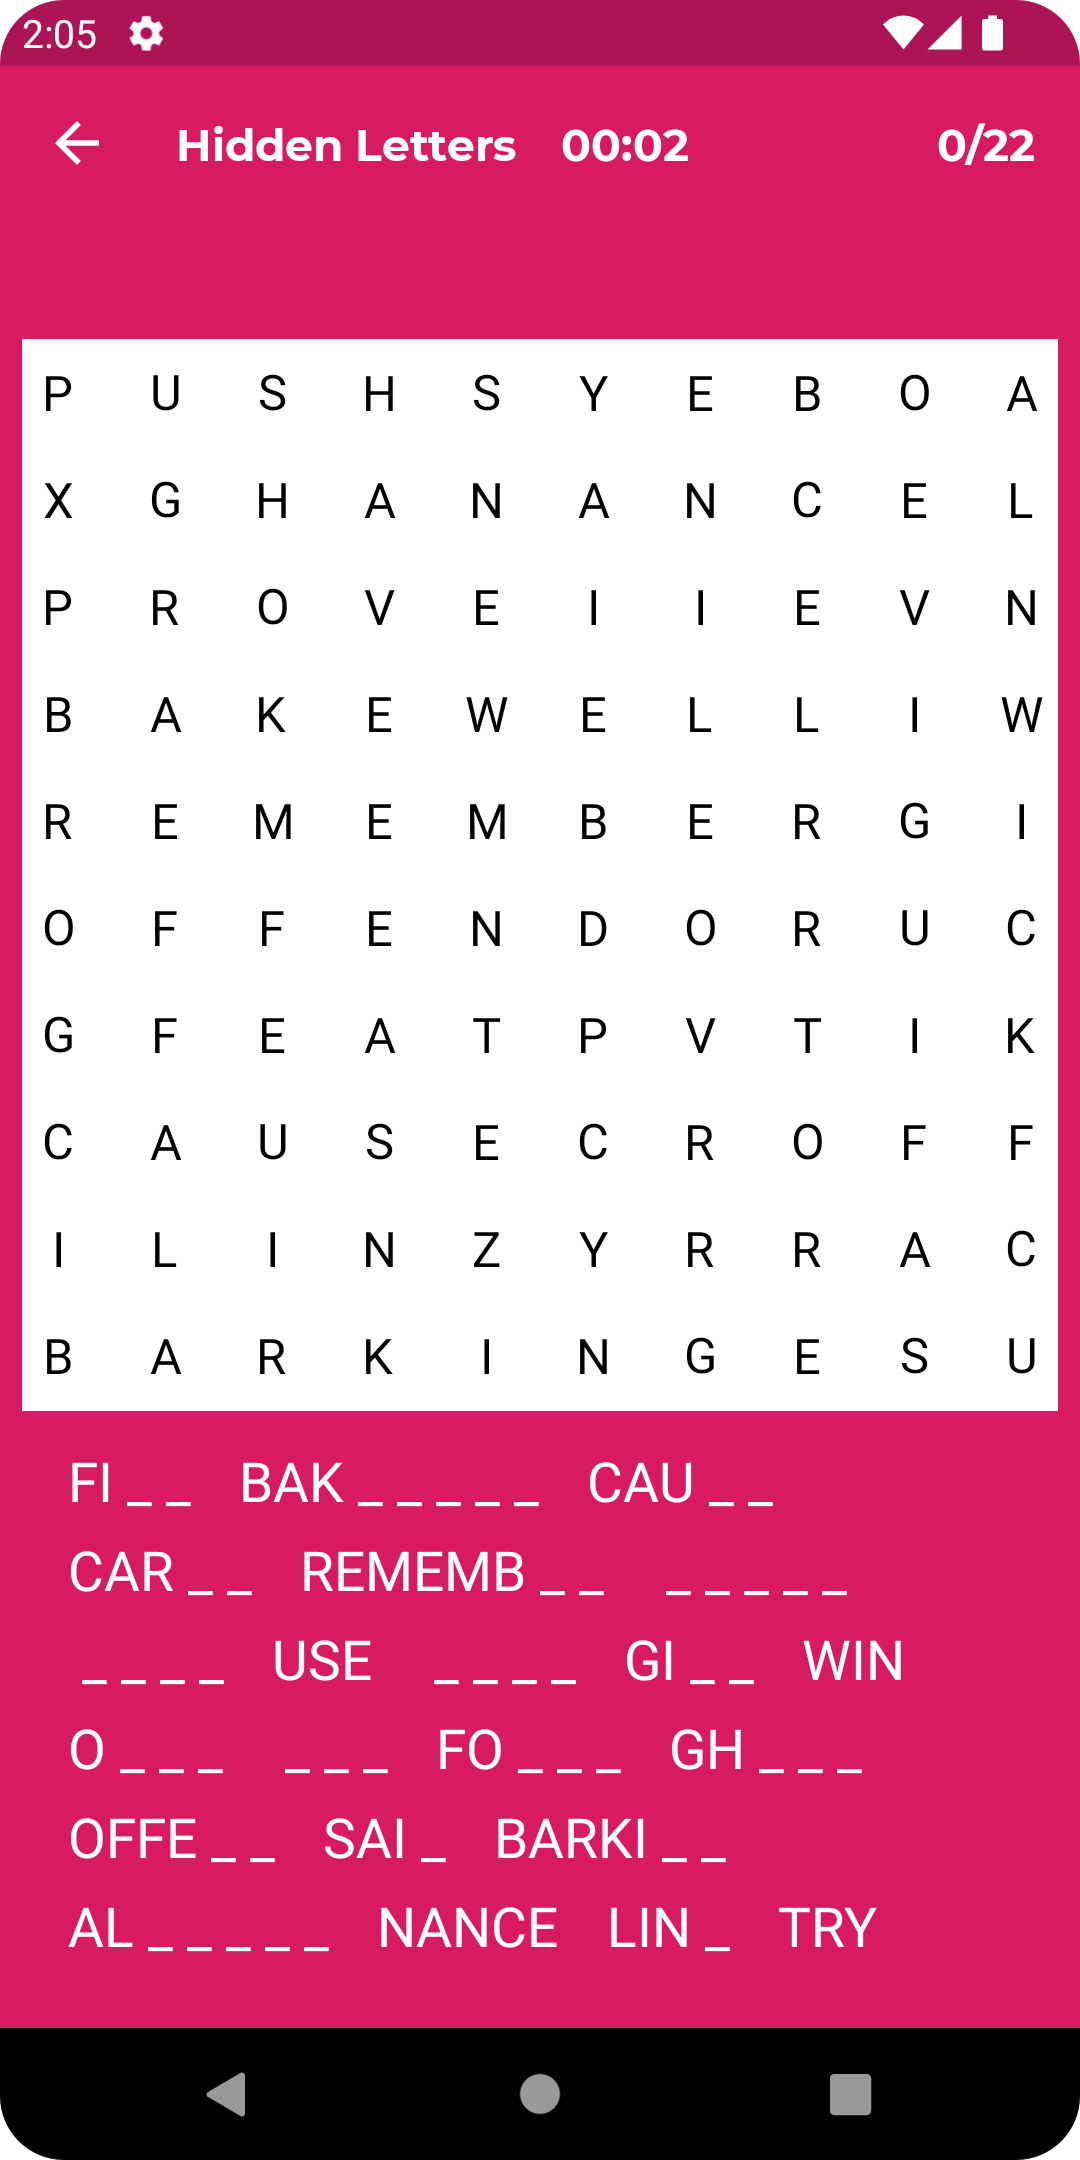 2:05
Hidden Letters 00:02 0/22
P U S H S Y E B O A
X G H A N A N C E L
P R O V E I I E V N
B A K E W E L L I W
R E M E M B E R G I
O F F E N D O R U C
G F E A T P V T I K
C A U S E C R O F F
I L I N Z Y R R A C
B A R K I N G E S U
FI _ _ BAK _ _ _ _ _ CAU _ _
CAR _ _ REMEMB _ _ _ _ _ _ _
_ _ _ _ USE _ _ _ _ GI _ _ WIN
O _ _ _ _ _ _ FO _ _ _ GH _ _ _
OFFE _ _ SAI _ BARKI _ _
AL _ _ _ _ _ NANCE LIN _ TRY